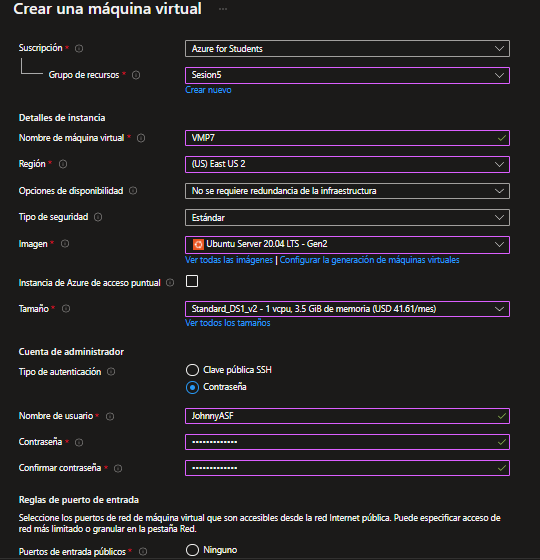 Crear una máquina virtual ...
Suscripción * Azure for Students
Grupo de recursos * Sesion5
Crear nuevo
Detalles de instancia
Nombre de máquina virtual * VMP7
Región * (US) East US 2
Opciones de disponibilidad No se requiere redundancia de la infraestructura
Tipo de seguridad Estándar
Imagen * Ubuntu Server 20.04 LTS - Gen2
Ver todas las imágenes | Configurar la generación de máquinas virtuales
Instancia de Azure de acceso puntual
Tamaño * Standard_DS1_v2 - 1 vcpu, 3.5 GiB de memoria (USD 41.61/mes)
Ver todos los tamaños
Cuenta de administrador
Tipo de autenticación Clave pública SSH
Contraseña
Nombre de usuario * JohnnyASF
Contraseña * •••••••••••••
Confirmar contraseña * •••••••••••••
Reglas de puerto de entrada
Seleccione los puertos de red de máquina virtual que son accesibles desde la red Internet pública. Puede especificar acceso de
red más limitado o granular en la pestaña Red.
Puertos de entrada públicos * Ninguno